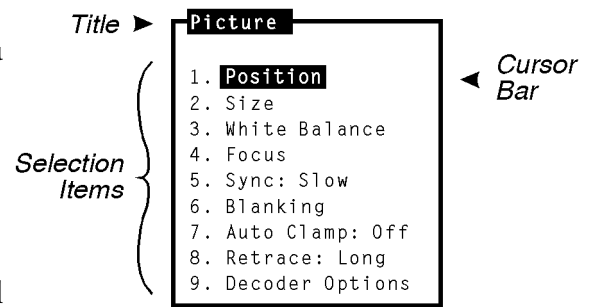 Title ► Picture
1. Position
Cursor Bar
2. Size
3. White Balance
4. Focus
Selection Items
5. Sync: Slow
6. Blanking
7. Auto Clamp: Off
8. Retrace: Long
9. Decoder Options